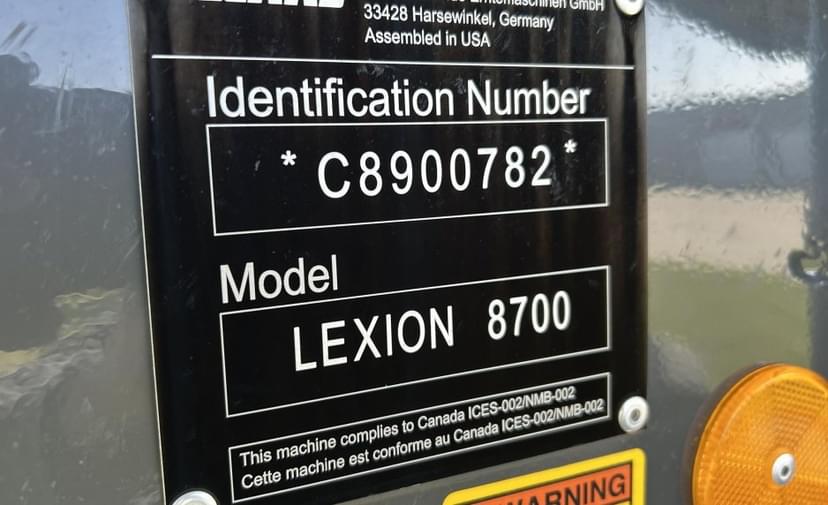 33428 Harsewinkel, Germany
Assembled in USA
Identification Number
* C8900782 *
Model
LEXION 8700
This machine complies to Canada ICES-002/NMB-002
Cette machine est conforme au Canada ICES-002/NMB-002
WARNING